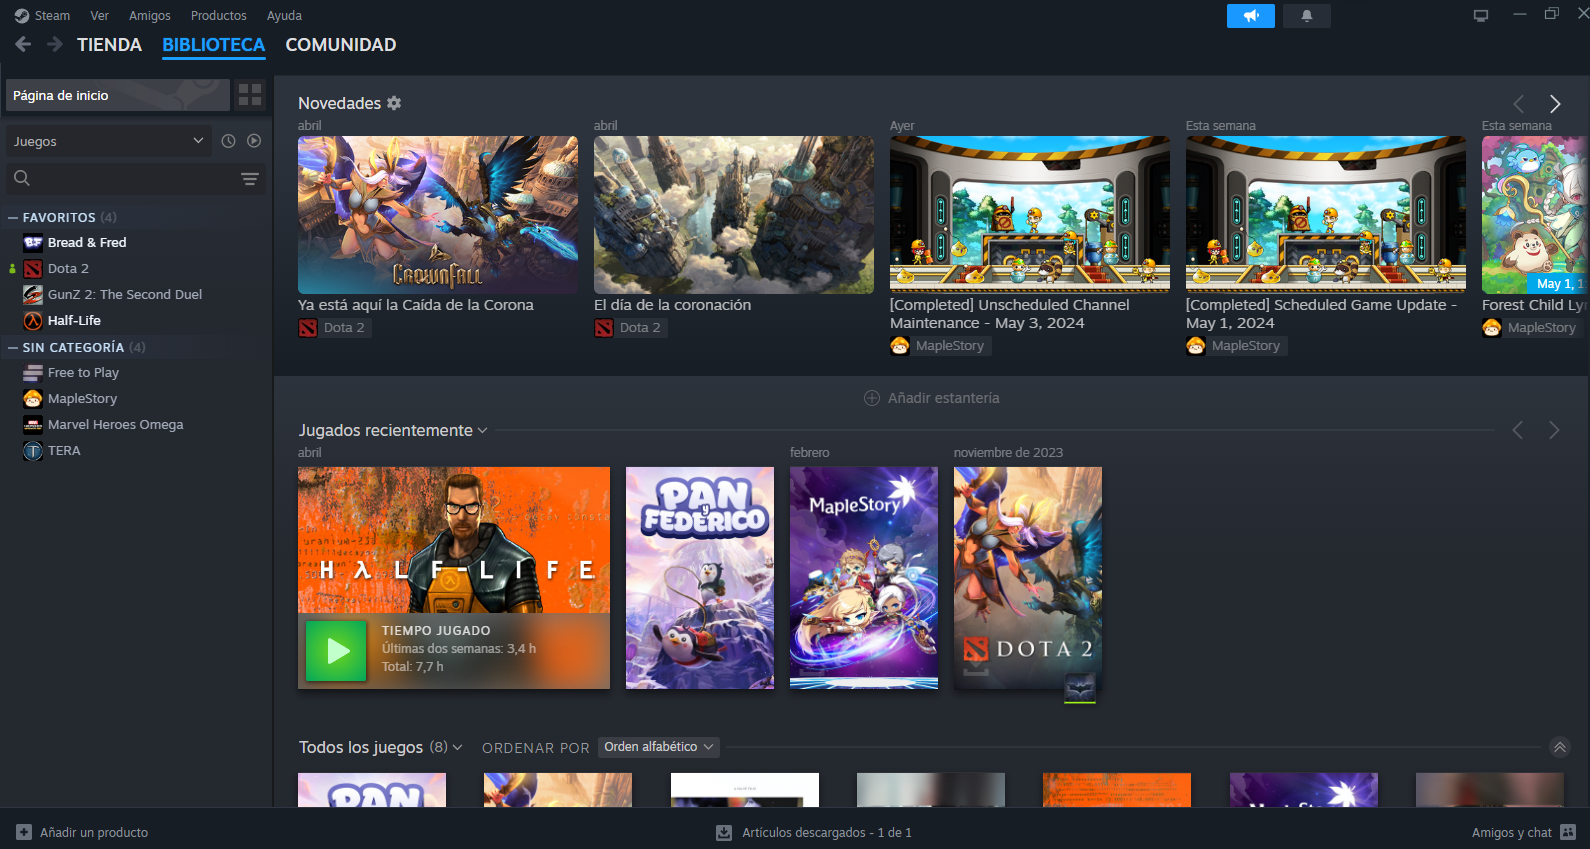 Steam Ver Amigos Productos Ayuda
TIENDA BIBLIOTECA COMUNIDAD
Página de inicio
Juegos
FAVORITOS (4)
Bread & Fred
Dota 2
GunZ 2: The Second Duel
Half-Life
SIN CATEGORÍA (4)
Free to Play
MapleStory
Marvel Heroes Omega
TERA
Novedades
abril
CROWNFALL
Ya está aquí la Caída de la Corona
Dota 2
abril
El día de la coronación
Dota 2
Ayer
[Completed] Unscheduled Channel
Maintenance - May 3, 2024
MapleStory
Esta semana
[Completed] Scheduled Game Update -
May 1, 2024
MapleStory
Esta semana
May 1, 1
Forest Child Lyn
MapleStory
Añadir estantería
Jugados recientemente
abril
HALF-LIFE
TIEMPO JUGADO
Últimas dos semanas: 3,4 h
Total: 7,7 h
PAN
y
FEDERICO
febrero
MapleStory
noviembre de 2023
DOTA 2
Todos los juegos (8) ORDENAR POR Orden alfabético
PAN
MapleStory
Añadir un producto
Artículos descargados - 1 de 1
Amigos y chat